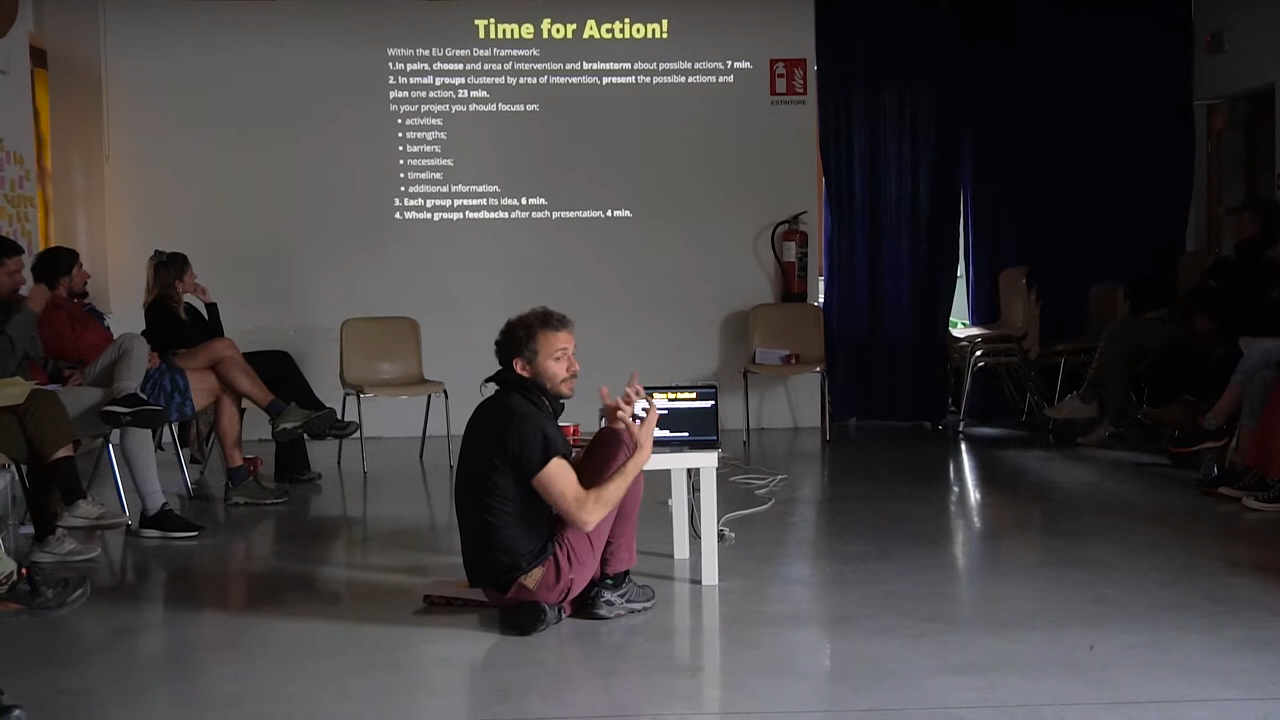 Time for Action!
Within the EU Green Deal framework:
1.In pairs, choose and area of intervention and brainstorm about possible actions, 7 min.
2. In small groups clustered by area of intervention, present the possible actions and
plan one action, 23 min.
In your project you should focus on:
• activities;
• strengths;
• barriers;
• necessities;
• timeline;
• additional information.
3. Each group present its idea, 6 min.
4. Whole groups feedbacks after each presentation, 4 min.
ESTINTORE
Time for Action!